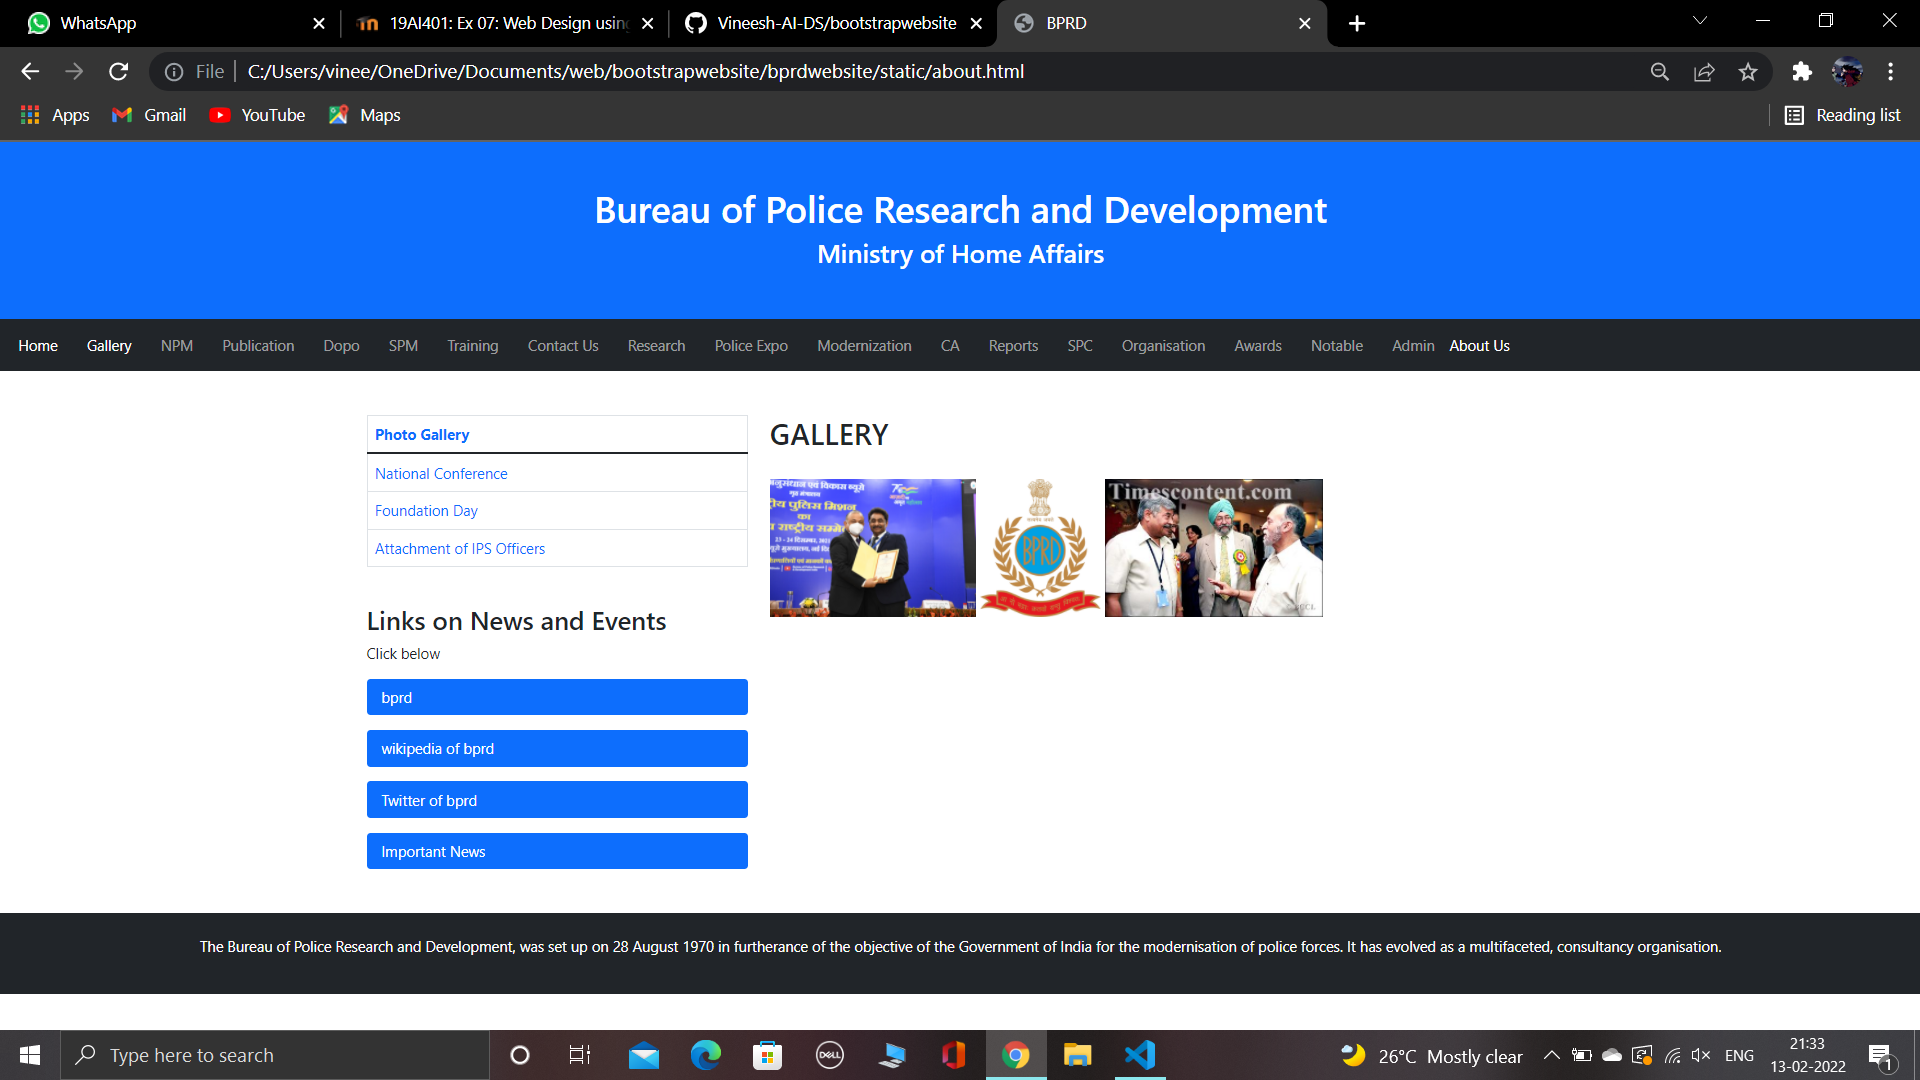 WhatsApp
19AI401: Ex 07: Web Design using
Vineesh-AI-DS/bootstrapwebsite
BPRD
File
C:/Users/vinee/OneDrive/Documents/web/bootstrapwebsite/bprdwebsite/static/about.html
Apps
Gmail
YouTube
Maps
Reading list
Bureau of Police Research and Development
Ministry of Home Affairs
Home Gallery NPM Publication Dopo SPM Training Contact Us Research Police Expo Modernization CA Reports SPC Organisation Awards Notable Admin About Us
Photo Gallery
National Conference
Foundation Day
Attachment of IPS Officers
GALLERY
अनुसंधान एवं विकास ब्यूरो
गृह मंत्रालय
पुलिस मिशन
का
राष्ट्रीय
Timescontent.com
BPRD
Links on News and Events
Click below
bprd
wikipedia of bprd
Twitter of bprd
Important News
The Bureau of Police Research and Development, was set up on 28 August 1970 in furtherance of the objective of the Government of India for the modernisation of police forces. It has evolved as a multifaceted, consultancy organisation.
Type here to search
DELL
26°C Mostly clear
ENG
21:33
13-02-2022
1